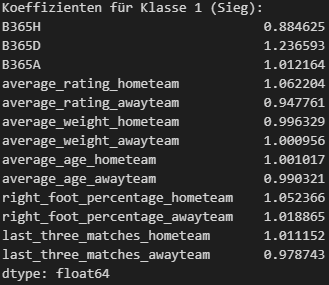 Koeffizienten für Klasse 1 (Sieg):
B365H 0.884625
B365D 1.236593
B365A 1.012164
average_rating_hometeam 1.062204
average_rating_awayteam 0.947761
average_weight_hometeam 0.996329
average_weight_awayteam 1.000956
average_age_hometeam 1.001017
average_age_awayteam 0.990321
right_foot_percentage_hometeam 1.052366
right_foot_percentage_awayteam 1.018865
last_three_matches_hometeam 1.011152
last_three_matches_awayteam 0.978743
dtype: float64